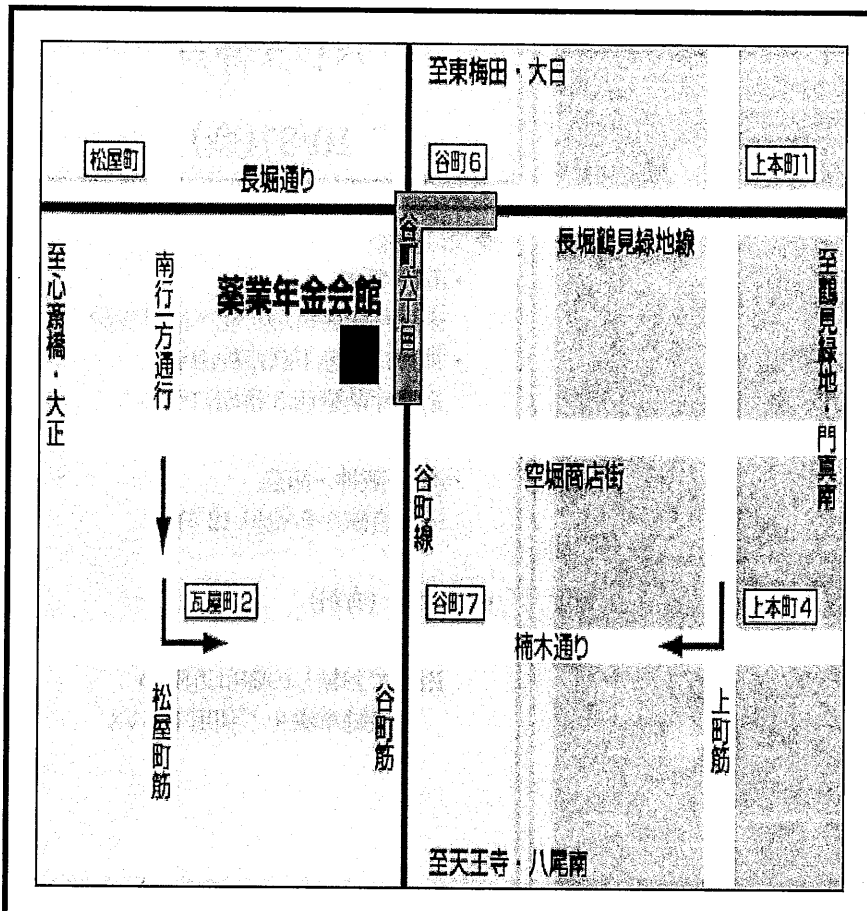 至東梅田・大日
松屋町
谷町6
上本町1
長堀通り
谷町六丁目
長堀鶴見緑地線
至心斎橋・大正
南行一方通行
薬業年金会館
至鶴見緑地・門真南
空堀商店街
谷町線
瓦屋町2
谷町7
上本町4
楠木通り
松屋町筋
谷町筋
上町筋
至天王寺・八尾南